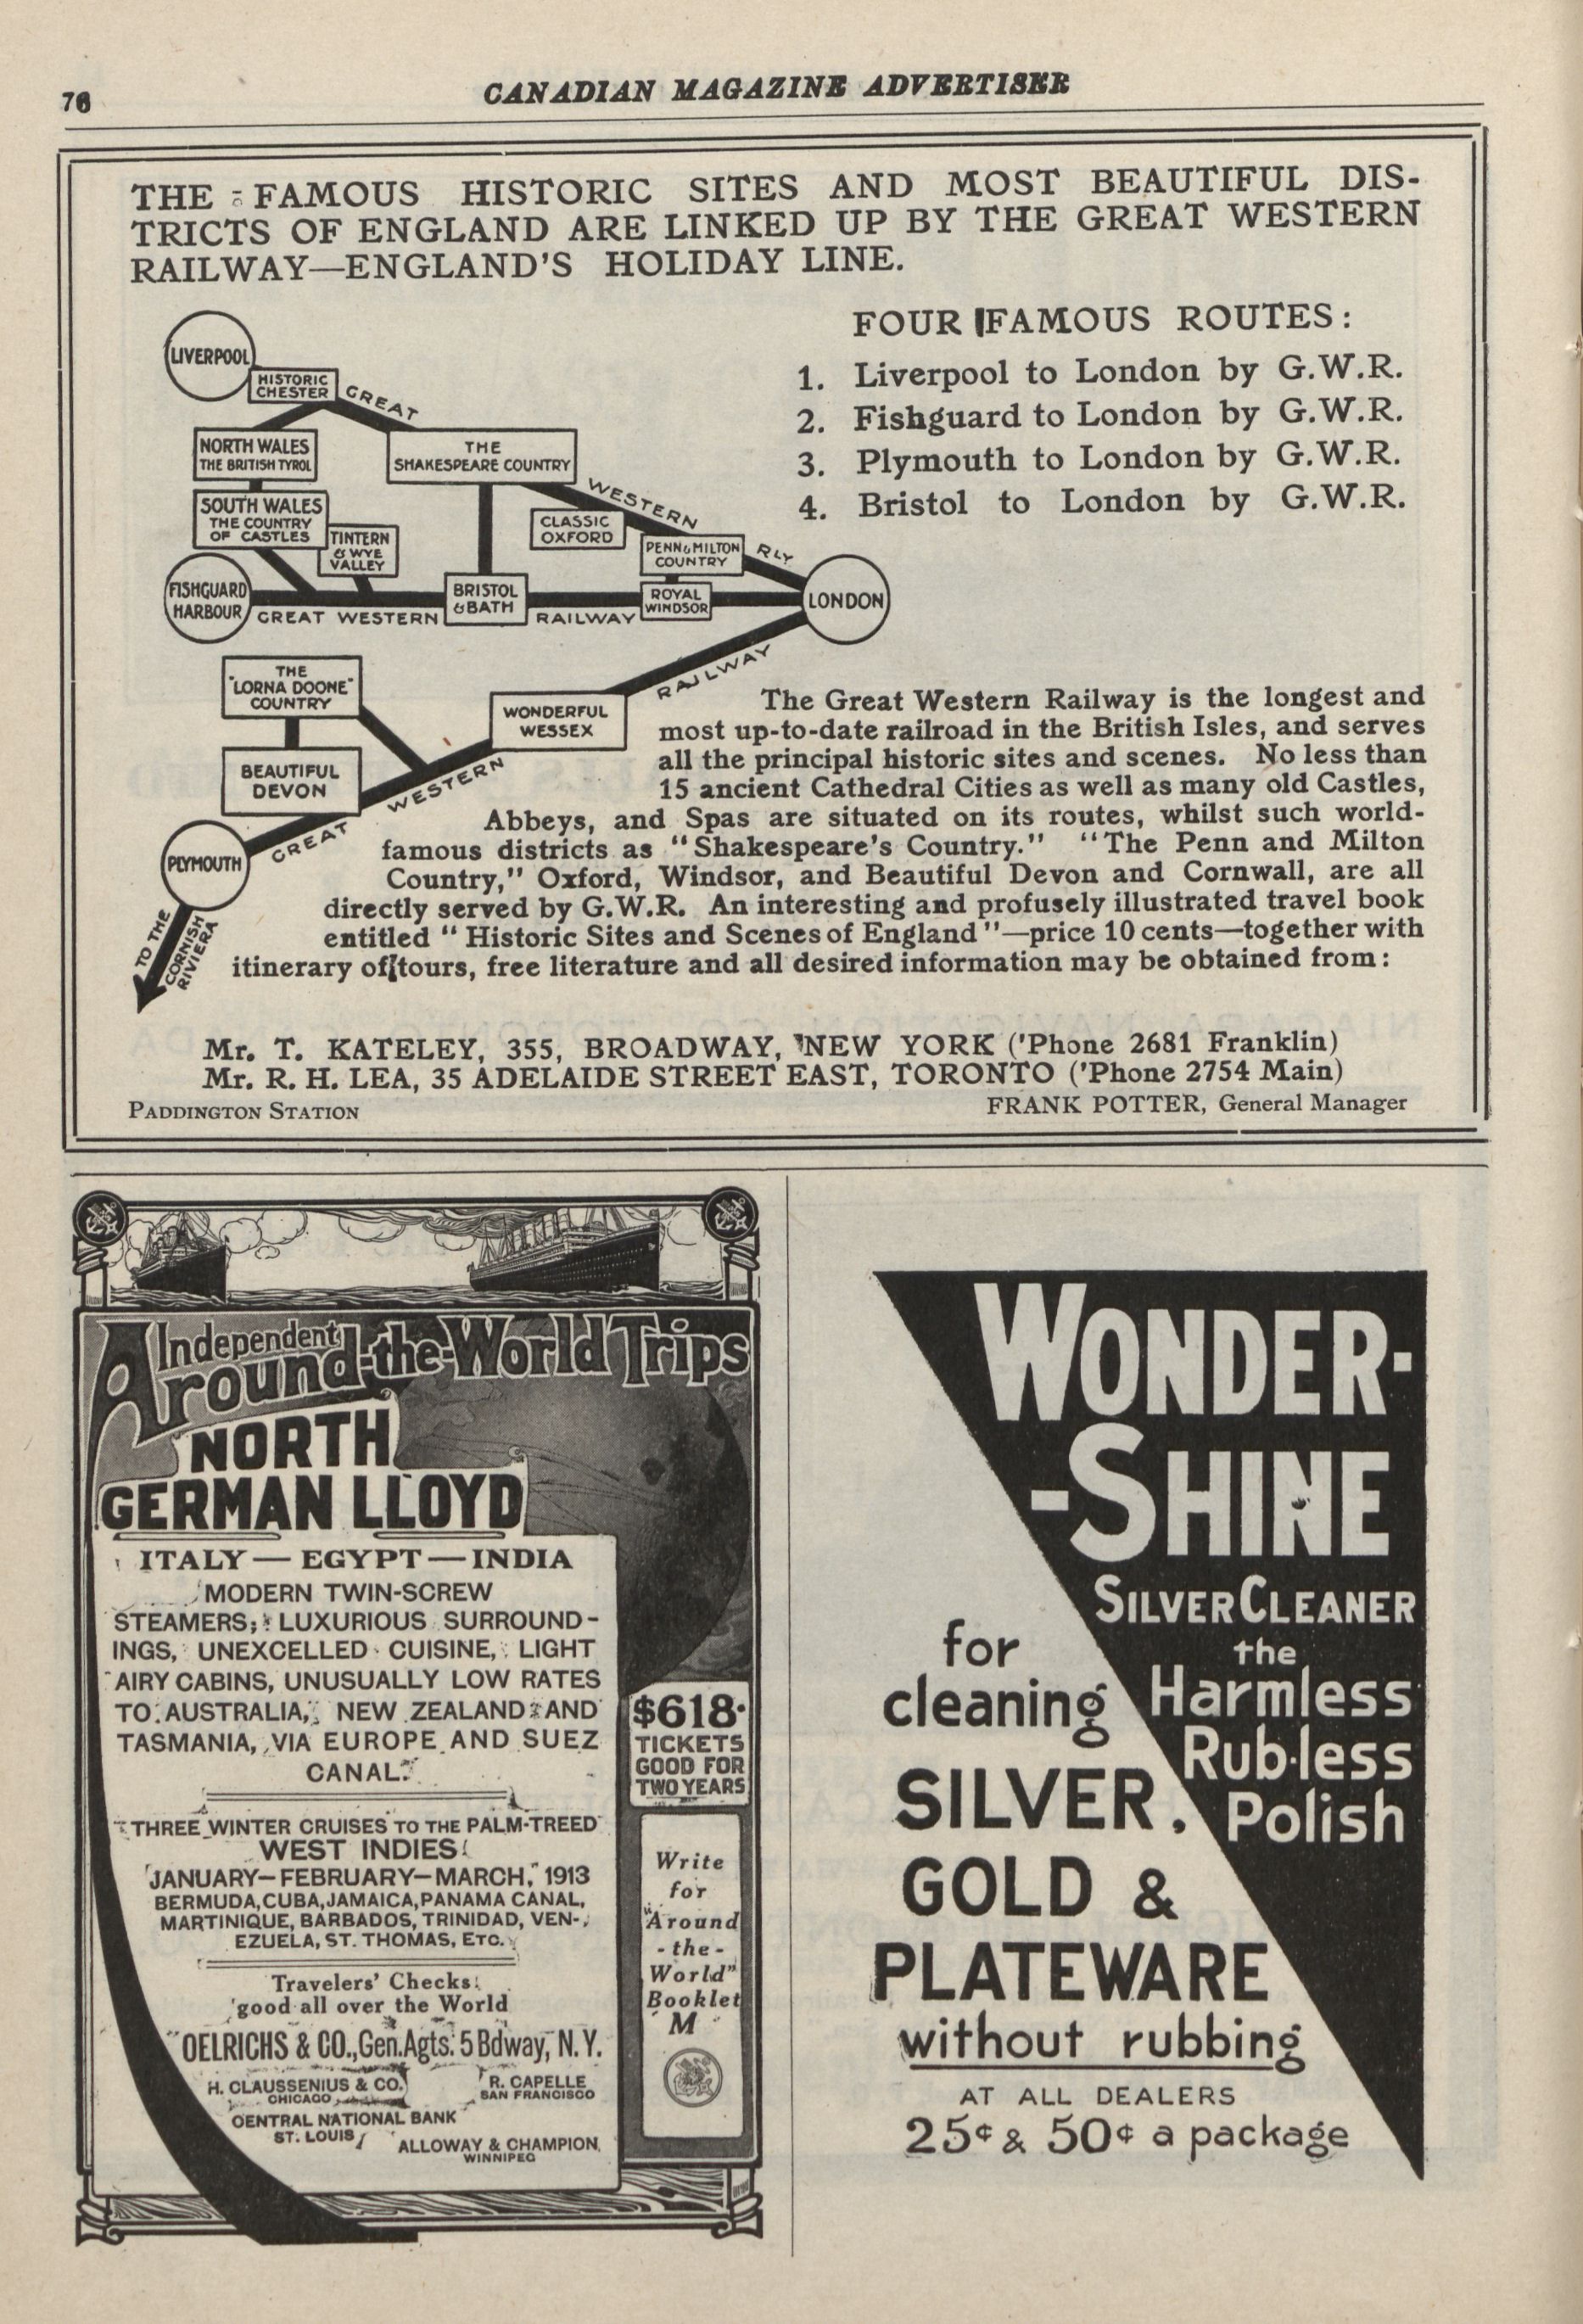 76
CANADIAN MAGAZINE ADVERTISER
THE FAMOUS HISTORIC SITES AND MOST BEAUTIFUL DIS-
TRICTS OF ENGLAND ARE LINKED UP BY THE GREAT WESTERN
RAILWAY—ENGLAND'S HOLIDAY LINE.
FOUR FAMOUS ROUTES:
1. Liverpool to London by G.W.R.
2. Fishguard to London by G.W.R.
3. Plymouth to London by G.W.R.
4. Bristol to London by G.W.R.
LIVERPOOL
HISTORIC
CHESTER
GREAT
NORTH WALES
THE BRITISH TYROL
THE
SHAKESPEARE COUNTRY
WESTERN
SOUTH WALES
THE COUNTRY
OF CASTLES
TINTERN
& WYE
VALLEY
CLASSIC
OXFORD
PENN & MILTON
COUNTRY
RLY
FISHGUARD
HARBOUR
GREAT WESTERN
BRISTOL
& BATH
RAILWAY
ROYAL
WINDSOR
LONDON
THE
"LORNA DOONE"
COUNTRY
WONDERFUL
WESSEX
RAILWAY
BEAUTIFUL
DEVON
WESTERN
GREAT
PLYMOUTH
TO THE
CORNISH
RIVIERA
The Great Western Railway is the longest and
most up-to-date railroad in the British Isles, and serves
all the principal historic sites and scenes. No less than
15 ancient Cathedral Cities as well as many old Castles,
Abbeys, and Spas are situated on its routes, whilst such world-
famous districts as "Shakespeare's Country." "The Penn and Milton
Country," Oxford, Windsor, and Beautiful Devon and Cornwall, are all
directly served by G.W.R. An interesting and profusely illustrated travel book
entitled "Historic Sites and Scenes of England"—price 10 cents—together with
itinerary of tours, free literature and all desired information may be obtained from:
Mr. T. KATELEY, 355, BROADWAY, NEW YORK ('Phone 2681 Franklin)
Mr. R. H. LEA, 35 ADELAIDE STREET EAST, TORONTO ('Phone 2754 Main)
PADDINGTON STATION FRANK POTTER, General Manager
Independent
Around-the-World Trips
NORTH
GERMAN LLOYD
ITALY — EGYPT — INDIA
MODERN TWIN-SCREW
STEAMERS; LUXURIOUS SURROUND-
INGS, UNEXCELLED CUISINE, LIGHT
AIRY CABINS, UNUSUALLY LOW RATES
TO AUSTRALIA, NEW ZEALAND AND
TASMANIA, VIA EUROPE AND SUEZ
CANAL.
THREE WINTER CRUISES TO THE PALM-TREED
WEST INDIES
JANUARY—FEBRUARY—MARCH, 1913
BERMUDA, CUBA, JAMAICA, PANAMA CANAL,
MARTINIQUE, BARBADOS, TRINIDAD, VEN-
EZUELA, ST. THOMAS, ETC.
Travelers' Checks
good all over the World
OELRICHS & CO., Gen. Agts. 5 Bdway, N.Y.
H. CLAUSSENIUS & CO.
CHICAGO
R. CAPELLE
SAN FRANCISCO
CENTRAL NATIONAL BANK
ST. LOUIS
ALLOWAY & CHAMPION,
WINNIPEG
$618.
TICKETS
GOOD FOR
TWO YEARS
Write
for
"Around
-the-
World"
Booklet
M
WONDER-
-SHINE
SILVER CLEANER
the
Harmless
Rub-less
Polish
for
cleaning
SILVER,
GOLD &
PLATEWARE
without rubbing
AT ALL DEALERS
25¢ & 50¢ a package